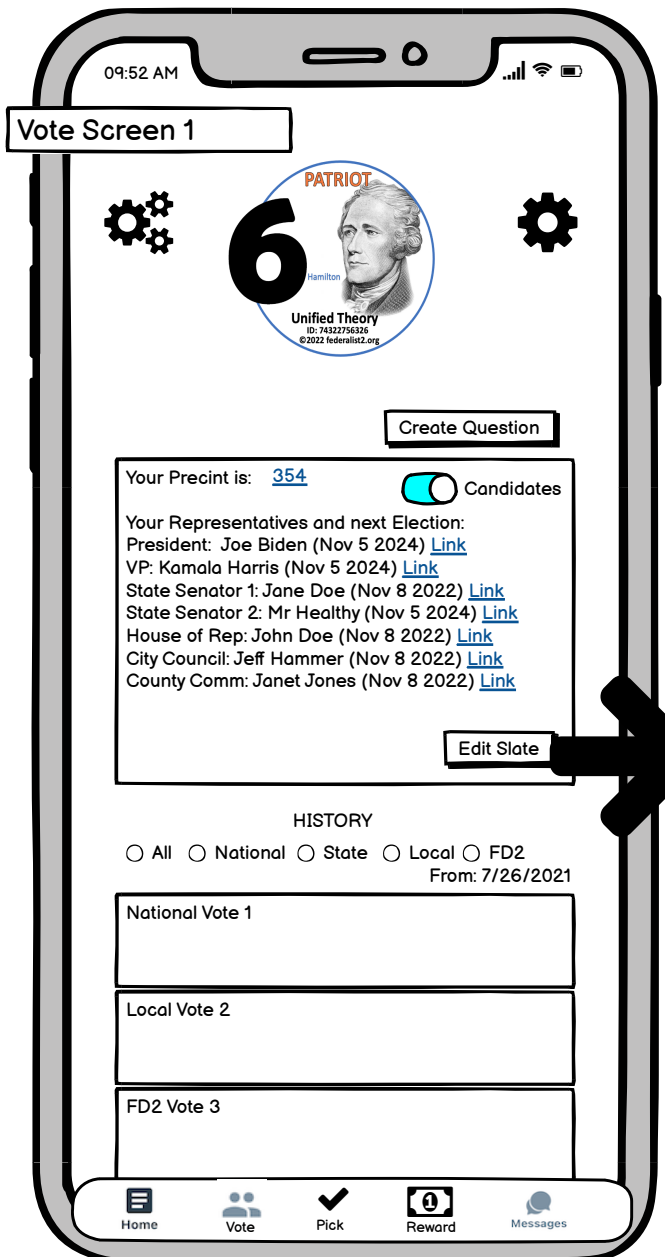 09:52 AM
Vote Screen 1
PATRIOT
6
Hamilton
Unified Theory
ID: 74322756326
©2022 federalist2.org
Create Question
Your Precint is: 354
Candidates
Your Representatives and next Election:
President: Joe Biden (Nov 5 2024) Link
VP: Kamala Harris (Nov 5 2024) Link
State Senator 1: Jane Doe (Nov 8 2022) Link
State Senator 2: Mr Healthy (Nov 5 2024) Link
House of Rep: John Doe (Nov 8 2022) Link
City Council: Jeff Hammer (Nov 8 2022) Link
County Comm: Janet Jones (Nov 8 2022) Link
Edit Slate
HISTORY
All National State Local FD2
From: 7/26/2021
National Vote 1
Local Vote 2
FD2 Vote 3
1
Home Vote Pick Reward Messages